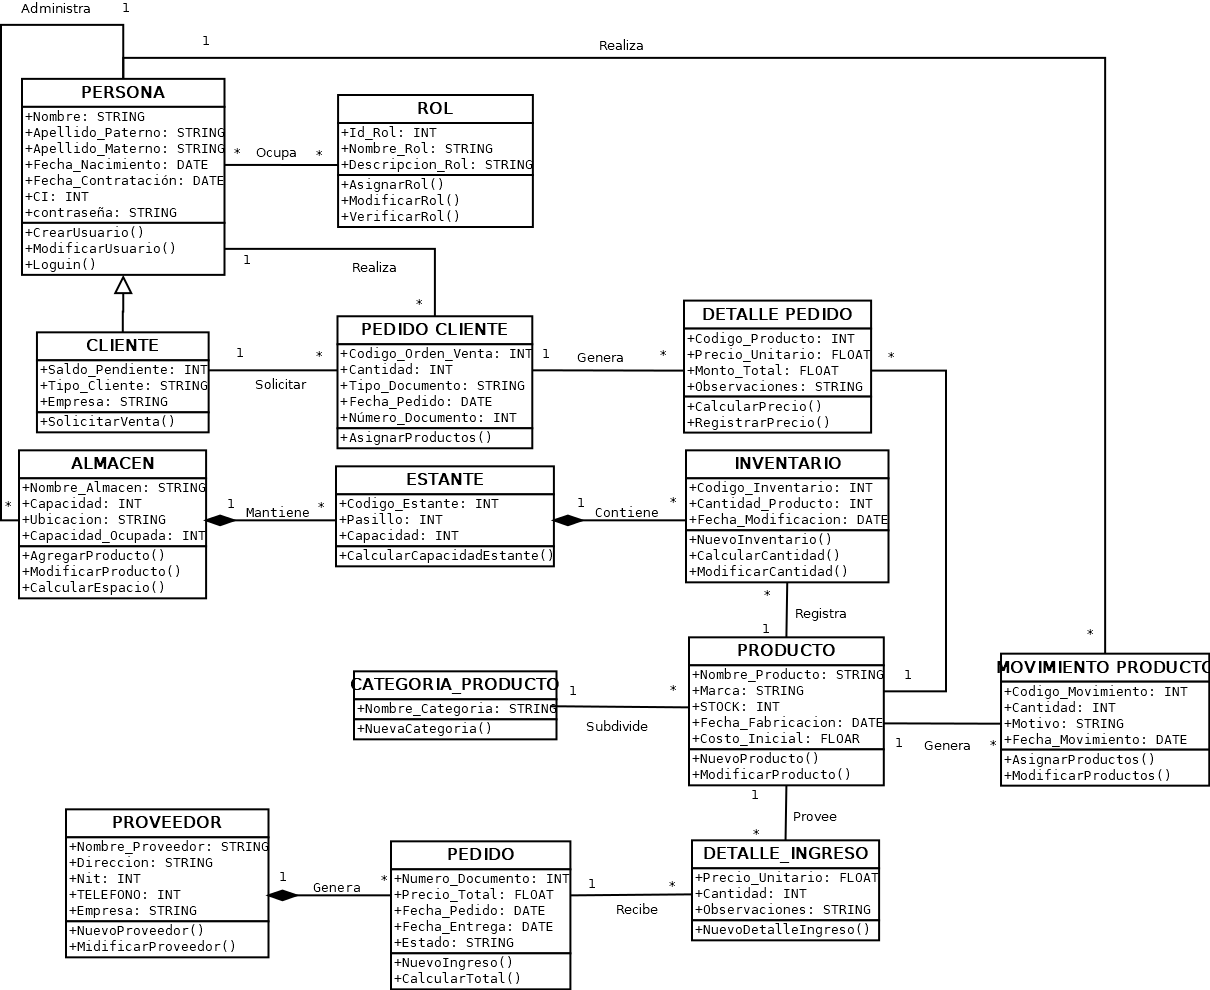 Administra
1
1
Realiza
PERSONA
+Nombre: STRING
+Apellido_Paterno: STRING
+Apellido_Materno: STRING
+Fecha_Nacimiento: DATE
+Fecha_Contratación: DATE
+CI: INT
+contraseña: STRING
+CrearUsuario()
+ModificarUsuario()
+Loguin()
* Ocupa *
ROL
+Id_Rol: INT
+Nombre_Rol: STRING
+Descripcion_Rol: STRING
+AsignarRol()
+ModificarRol()
+VerificarRol()
1
Realiza
*
CLIENTE
+Saldo_Pendiente: INT
+Tipo_Cliente: STRING
+Empresa: STRING
+SolicitarVenta()
1
*
Solicitar
PEDIDO CLIENTE
+Codigo_Orden_Venta: INT
+Cantidad: INT
+Tipo_Documento: STRING
+Fecha_Pedido: DATE
+Número_Documento: INT
+AsignarProductos()
1
Genera
*
DETALLE PEDIDO
+Codigo_Producto: INT
+Precio_Unitario: FLOAT
+Monto_Total: FLOAT
+Observaciones: STRING
+CalcularPrecio()
+RegistrarPrecio()
*
ALMACEN
+Nombre_Almacen: STRING
+Capacidad: INT
+Ubicacion: STRING
+Capacidad_Ocupada: INT
+AgregarProducto()
+ModificarProducto()
+CalcularEspacio()
*
1
Mantiene
*
ESTANTE
+Codigo_Estante: INT
+Pasillo: INT
+Capacidad: INT
+CalcularCapacidadEstante()
1
Contiene
*
INVENTARIO
+Codigo_Inventario: INT
+Cantidad_Producto: INT
+Fecha_Modificacion: DATE
+NuevoInventario()
+CalcularCantidad()
+ModificarCantidad()
*
Registra
1
*
CATEGORIA_PRODUCTO
+Nombre_Categoria: STRING
+NuevaCategoria()
1
*
Subdivide
PRODUCTO
+Nombre_Producto: STRING
+Marca: STRING
+STOCK: INT
+Fecha_Fabricacion: DATE
+Costo_Inicial: FLOAR
+NuevoProducto()
+ModificarProducto()
1
1
Genera
*
MOVIMIENTO PRODUCTO
+Codigo_Movimiento: INT
+Cantidad: INT
+Motivo: STRING
+Fecha_Movimiento: DATE
+AsignarProductos()
+ModificarProductos()
1
Provee
*
PROVEEDOR
+Nombre_Proveedor: STRING
+Direccion: STRING
+Nit: INT
+TELEFONO: INT
+Empresa: STRING
+NuevoProveedor()
+MidificarProveedor()
1
Genera
*
PEDIDO
+Numero_Documento: INT
+Precio_Total: FLOAT
+Fecha_Pedido: DATE
+Fecha_Entrega: DATE
+Estado: STRING
+NuevoIngreso()
+CalcularTotal()
1
*
Recibe
DETALLE_INGRESO
+Precio_Unitario: FLOAT
+Cantidad: INT
+Observaciones: STRING
+NuevoDetalleIngreso()